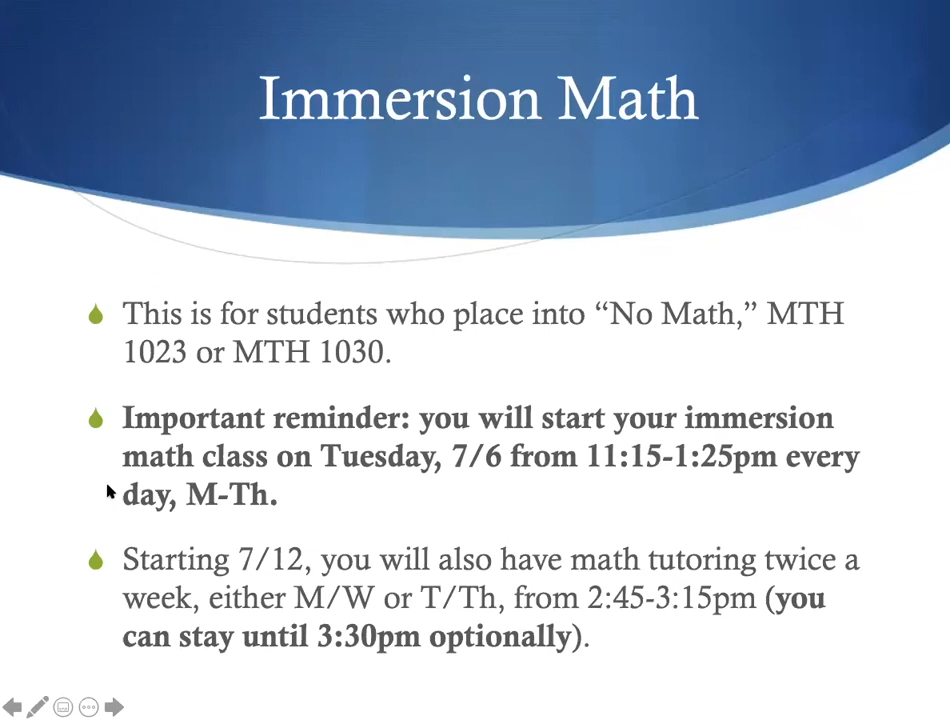 Immersion Math
This is for students who place into “No Math,” MTH
1023 or MTH 1030.
Important reminder: you will start your immersion
math class on Tuesday, 7/6 from 11:15-1:25pm every
day, M-Th.
Starting 7/12, you will also have math tutoring twice a
week, either M/W or T/Th, from 2:45-3:15pm (you
can stay until 3:30pm optionally).